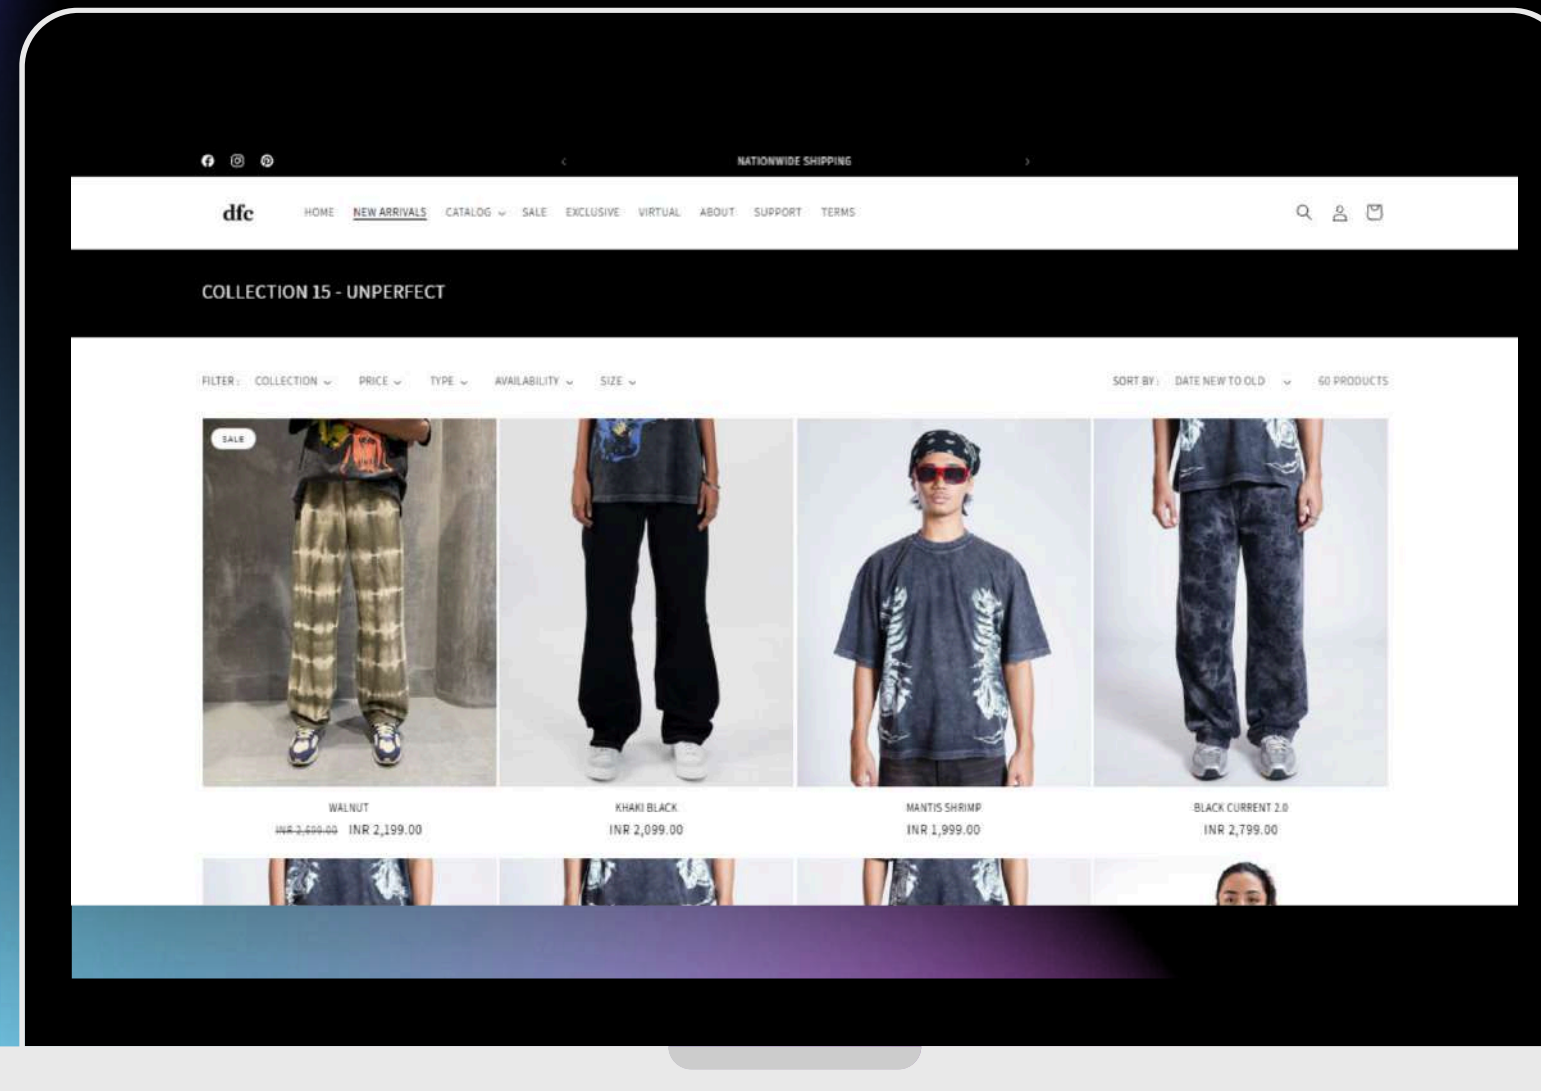 NATIONWIDE SHIPPING
dfc HOME NEW ARRIVALS CATALOG SALE EXCLUSIVE VIRTUAL ABOUT SUPPORT TERMS
COLLECTION 15 - UNPERFECT
FILTER : COLLECTION PRICE TYPE AVAILABILITY SIZE SORT BY : DATE NEW TO OLD 60 PRODUCTS
SALE
WALNUT KHAKI BLACK MANTIS SHRIMP BLACK CURRENT 2.0
INR 2,199.00 INR 2,099.00 INR 1,999.00 INR 2,799.00